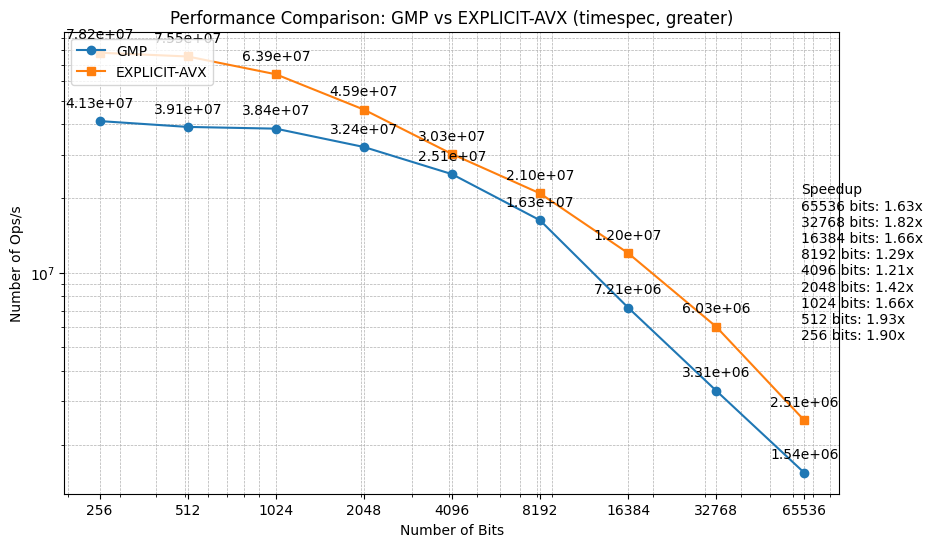 Performance Comparison: GMP vs EXPLICIT-AVX (timespec, greater)
7.82e+07
7.55e+07
6.39e+07
4.59e+07
3.03e+07
2.10e+07
1.20e+07
6.03e+06
2.51e+06
GMP
EXPLICIT-AVX
4.13e+07
3.91e+07
3.84e+07
3.24e+07
2.51e+07
1.63e+07
7.21e+06
3.31e+06
1.54e+06
Speedup
65536 bits: 1.63x
32768 bits: 1.82x
16384 bits: 1.66x
8192 bits: 1.29x
4096 bits: 1.21x
2048 bits: 1.42x
1024 bits: 1.66x
512 bits: 1.93x
256 bits: 1.90x
Number of Ops/s
10⁷
256 512 1024 2048 4096 8192 16384 32768 65536
Number of Bits